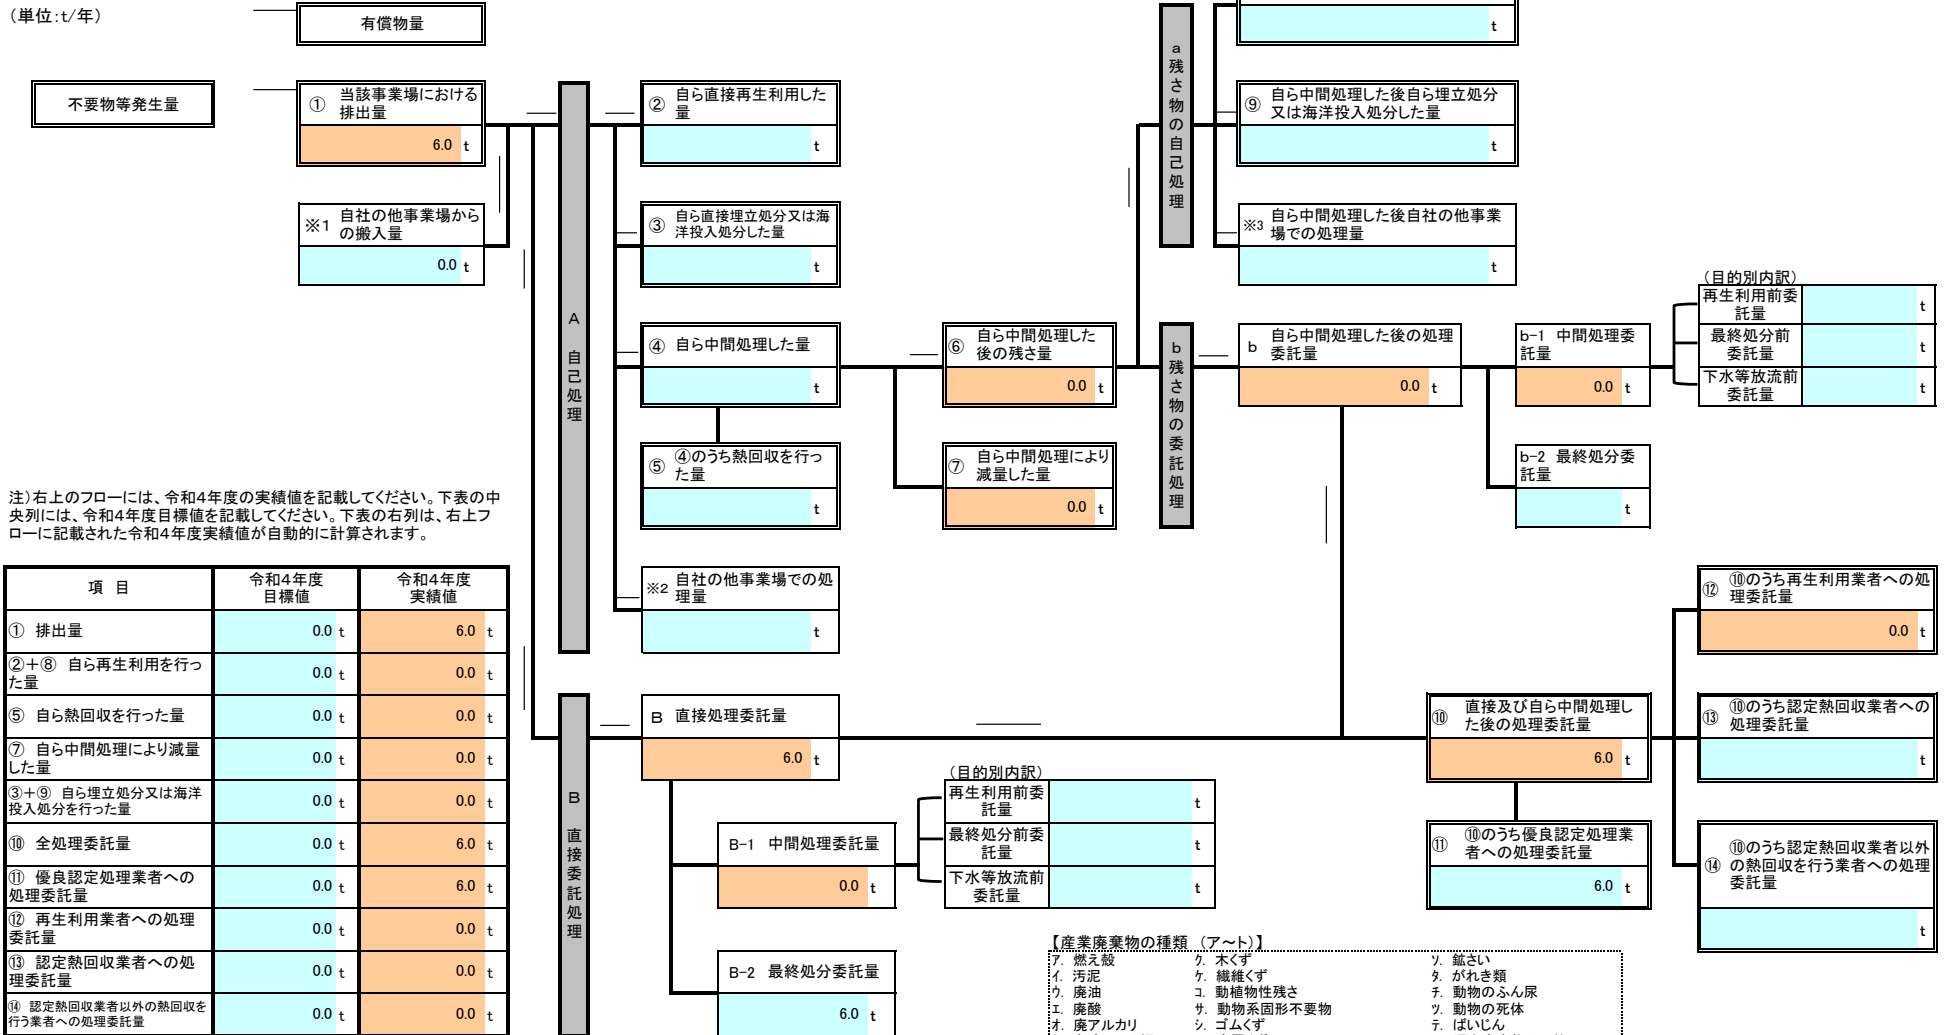 (単位:t/年)
有償物量
t
不要物等発生量
① 当該事業場における
排出量
6.0 t
※1 自社の他事業場から
の搬入量
0.0 t
A 自己処理
② 自ら直接再生利用した
量
t
③ 自ら直接埋立処分又は海
洋投入処分した量
t
④ 自ら中間処理した量
t
⑤ ④のうち熱回収を行っ
た量
t
※2 自社の他事業場での処
理量
t
⑥ 自ら中間処理した
後の残さ量
0.0 t
⑦ 自ら中間処理により
減量した量
0.0 t
a 残さ物の自己処理
⑨ 自ら中間処理した後自ら埋立処分
又は海洋投入処分した量
t
※3 自ら中間処理した後自社の他事業
場での処理量
t
b 残さ物の委託処理
b 自ら中間処理した後の処理
委託量
0.0 t
b-1 中間処理委
託量
0.0 t
b-2 最終処分委
託量
t
(目的別内訳)
再生利用前委
託量
t
最終処分前
委託量
t
下水等放流前
委託量
t
注)右上のフローには、令和4年度の実績値を記載してください。下表の中
央列には、令和4年度目標値を記載してください。下表の右列は、右上フ
ローに記載された令和4年度実績値が自動的に計算されます。
項 目 令和4年度
目標値 令和4年度
実績値
① 排出量 0.0 t 6.0 t
②+⑧ 自ら再生利用を行っ
た量 0.0 t 0.0 t
⑤ 自ら熱回収を行った量 0.0 t 0.0 t
⑦ 自ら中間処理により減量
した量 0.0 t 0.0 t
③+⑨ 自ら埋立処分又は海洋
投入処分を行った量 0.0 t 0.0 t
⑩ 全処理委託量 0.0 t 6.0 t
⑪ 優良認定処理業者への
処理委託量 0.0 t 6.0 t
⑫ 再生利用業者への処理
委託量 0.0 t 0.0 t
⑬ 認定熱回収業者への処
理委託量 0.0 t 0.0 t
⑭ 認定熱回収業者以外の熱回収を
行う業者への処理委託量 0.0 t 0.0 t
B 直接委託処理
B 直接処理委託量
6.0 t
B-1 中間処理委託量
0.0 t
B-2 最終処分委託量
6.0 t
(目的別内訳)
再生利用前委
託量
t
最終処分前委
託量
t
下水等放流前
委託量
t
⑩ 直接及び自ら中間処理し
た後の処理委託量
6.0 t
⑪ ⑩のうち優良認定処理業
者への処理委託量
6.0 t
⑫ ⑩のうち再生利用業者への処
理委託量
0.0 t
⑬ ⑩のうち認定熱回収業者への
処理委託量
t
⑭ ⑩のうち認定熱回収業者以外
の熱回収を行う業者への処理
委託量
t
【産業廃棄物の種類 (ア~ト)】
ア. 燃え殻 ク. 木くず ソ. 鉱さい
イ. 汚泥 ケ. 繊維くず タ. がれき類
ウ. 廃油 コ. 動植物性残さ チ. 動物のふん尿
エ. 廃酸 サ. 動物系固形不要物 ツ. 動物の死体
オ. 廃アルカリ シ. ゴムくず テ. ばいじん